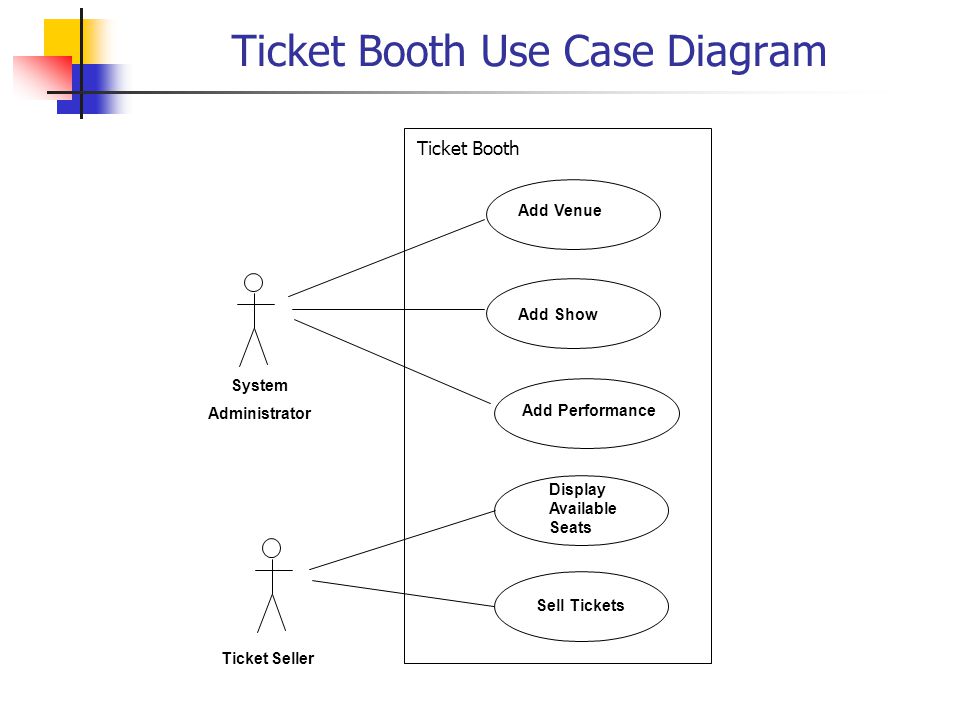 Ticket Booth Use Case Diagram
Ticket Booth
Add Venue
Add Show
System
Administrator
Add Performance
Display
Available
Seats
Sell Tickets
Ticket Seller